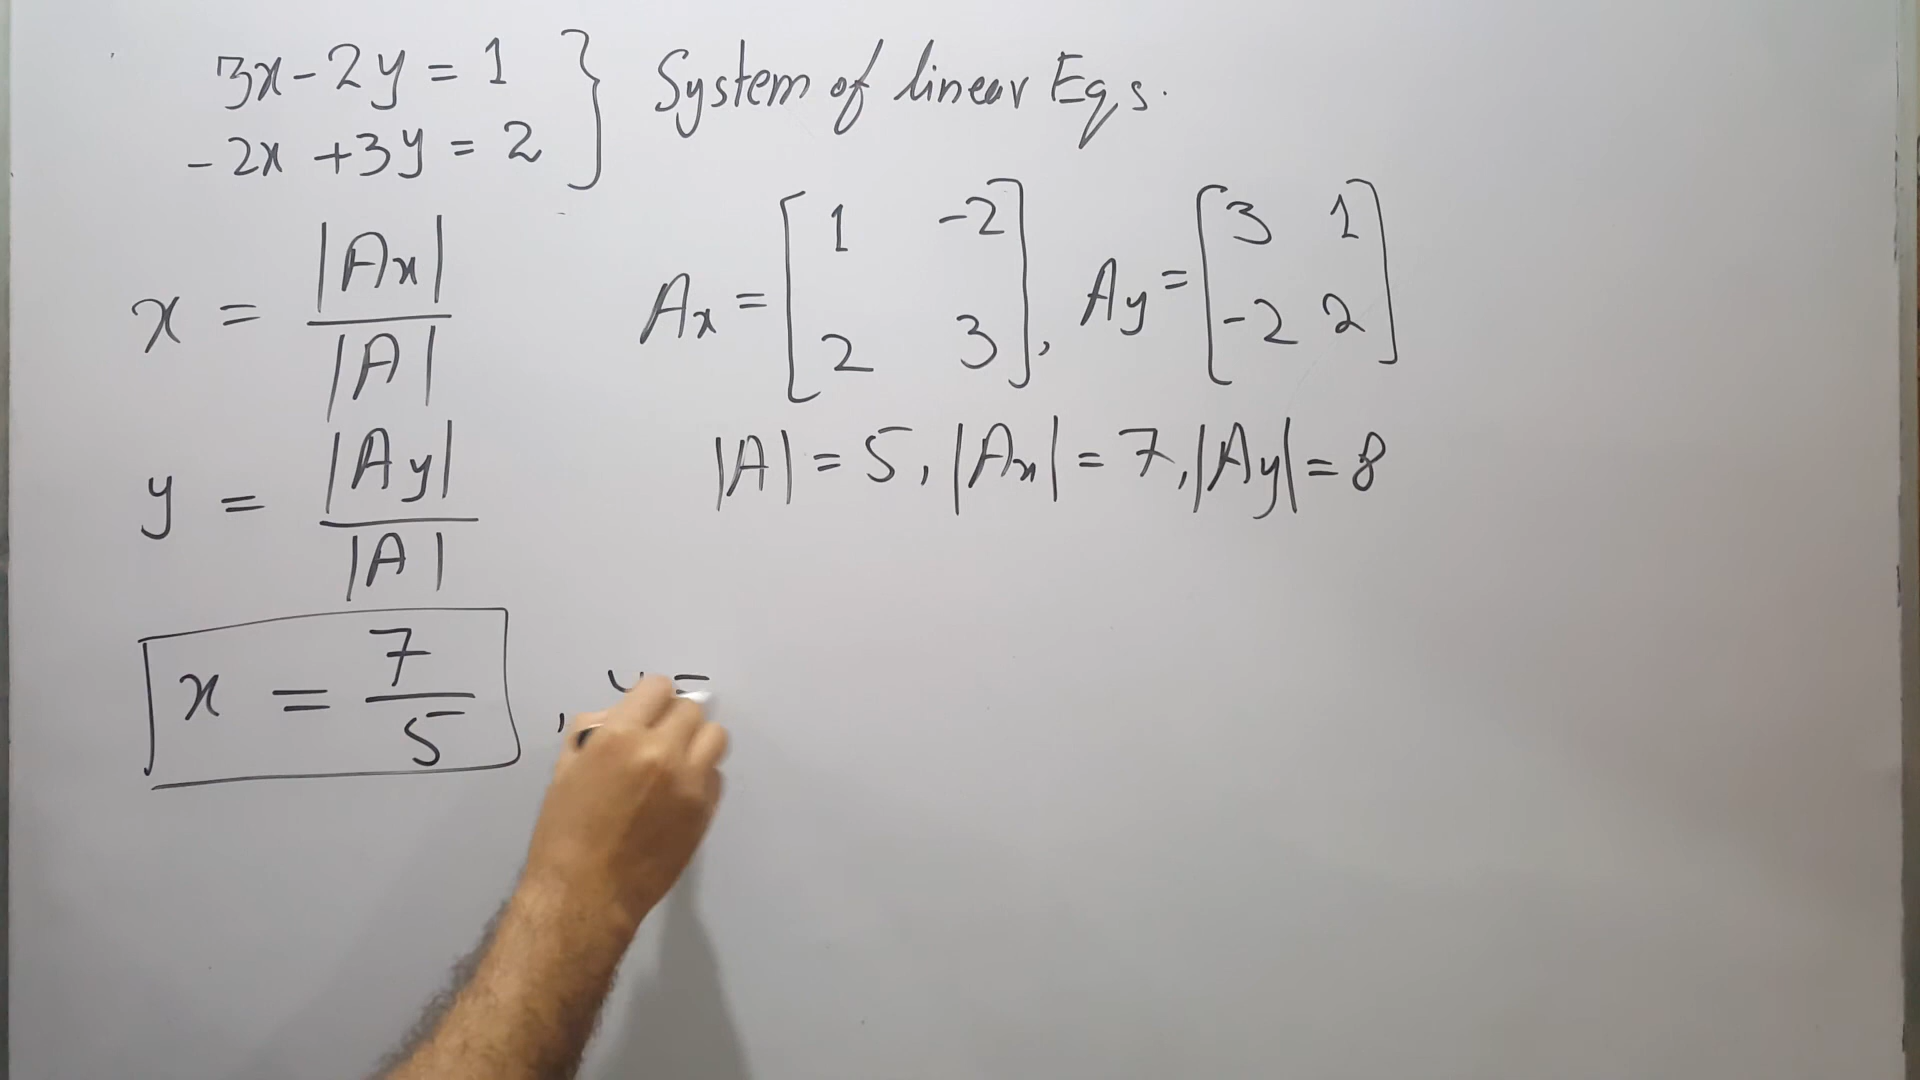 3x - 2y = 1
-2x + 3y = 2
System of linear Eqs.
x = |Ax| / |A|
Ax = [1 -2
2 3], Ay = [3 1
-2 2]
y = |Ay| / |A|
|A| = 5, |Ax| = 7, |Ay| = 8
x = 7/5 , y =